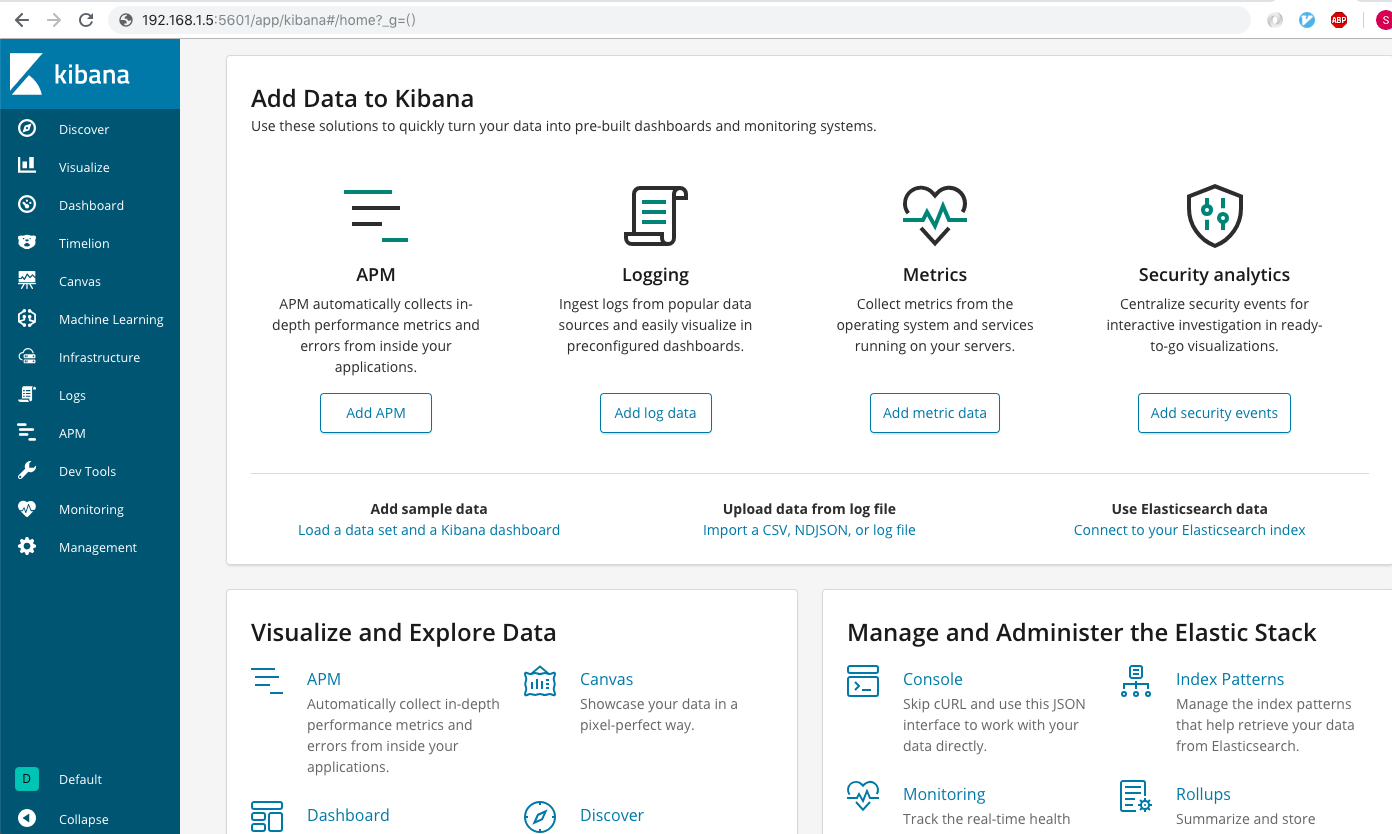 192.168.1.5:5601/app/kibana#/home?_g=()
ABP
S
kibana
Discover
Visualize
Dashboard
Timelion
Canvas
Machine Learning
Infrastructure
Logs
APM
Dev Tools
Monitoring
Management
D Default
Collapse
Add Data to Kibana
Use these solutions to quickly turn your data into pre-built dashboards and monitoring systems.
APM
APM automatically collects in-
depth performance metrics and
errors from inside your
applications.
Add APM
Logging
Ingest logs from popular data
sources and easily visualize in
preconfigured dashboards.
Add log data
Metrics
Collect metrics from the
operating system and services
running on your servers.
Add metric data
Security analytics
Centralize security events for
interactive investigation in ready-
to-go visualizations.
Add security events
Add sample data
Load a data set and a Kibana dashboard
Upload data from log file
Import a CSV, NDJSON, or log file
Use Elasticsearch data
Connect to your Elasticsearch index
Visualize and Explore Data
APM
Automatically collect in-depth
performance metrics and
errors from inside your
applications.
Canvas
Showcase your data in a
pixel-perfect way.
Dashboard
Discover
Manage and Administer the Elastic Stack
Console
Skip cURL and use this JSON
interface to work with your
data directly.
Index Patterns
Manage the index patterns
that help retrieve your data
from Elasticsearch.
Monitoring
Track the real-time health
Rollups
Summarize and store